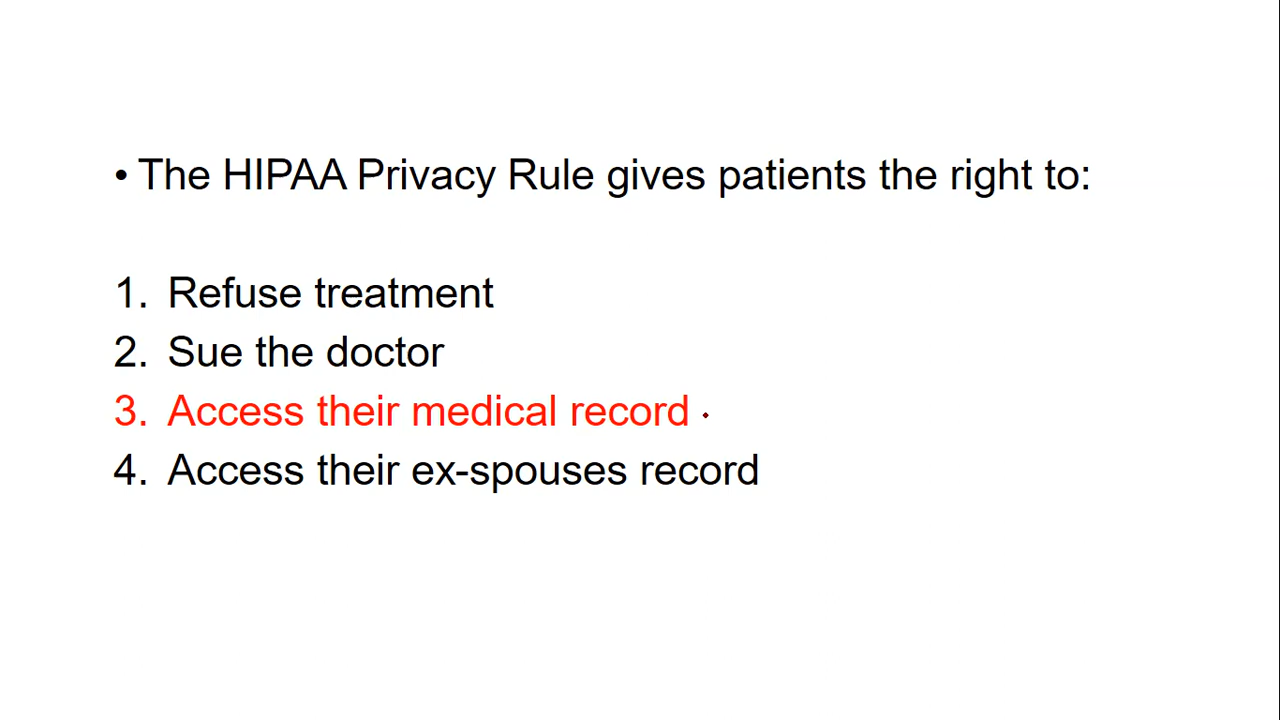 • The HIPAA Privacy Rule gives patients the right to:
1. Refuse treatment
2. Sue the doctor
3. Access their medical record
4. Access their ex-spouses record